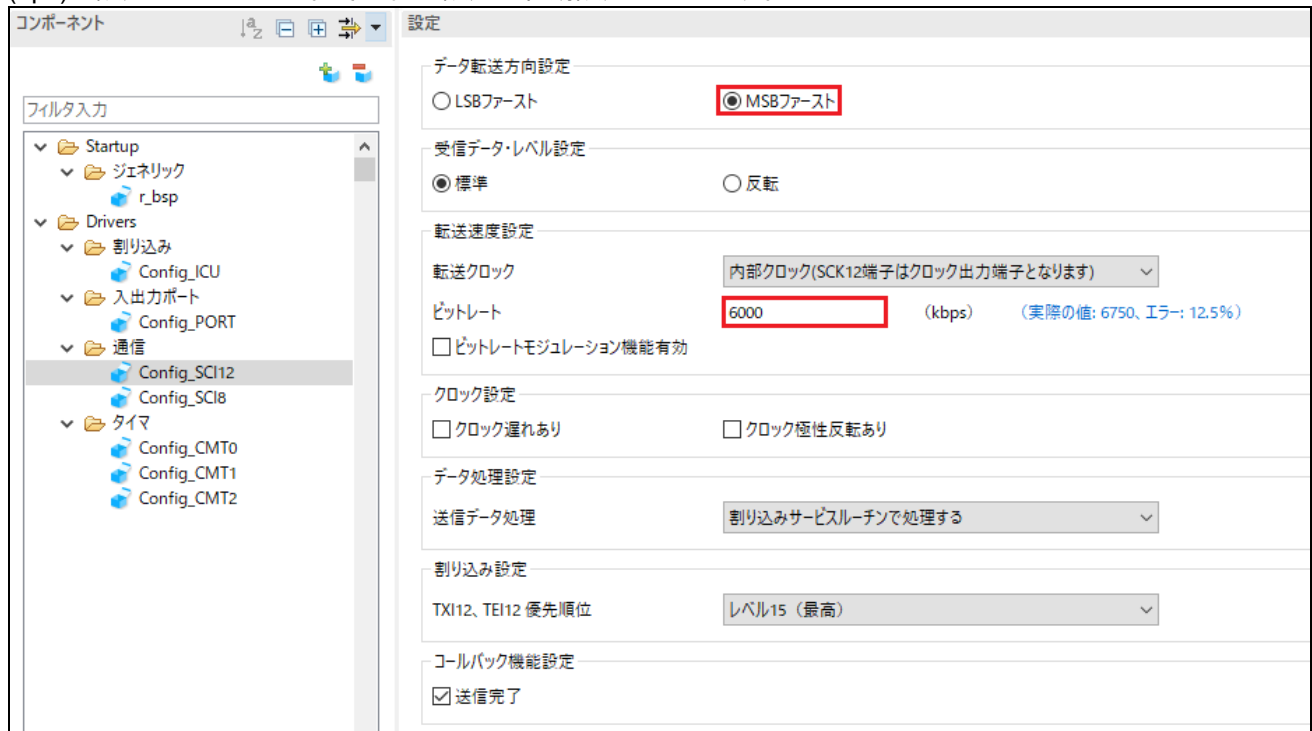 コンポーネント
フィルタ入力
Startup
ジェネリック
r_bsp
Drivers
割り込み
Config_ICU
入出力ポート
Config_PORT
通信
Config_SCI12
Config_SCI8
タイマ
Config_CMT0
Config_CMT1
Config_CMT2
設定
データ転送方向設定
LSBファースト MSBファースト
受信データ・レベル設定
標準 反転
転送速度設定
転送クロック 内部クロック(SCK12端子はクロック出力端子となります)
ビットレート 6000 (kbps) (実際の値: 6750、エラー: 12.5%)
ビットレートモジュレーション機能有効
クロック設定
クロック遅れあり クロック極性反転あり
データ処理設定
送信データ処理 割り込みサービスルーチンで処理する
割り込み設定
TXI12、TEI12 優先順位 レベル15（最高）
コールバック機能設定
送信完了